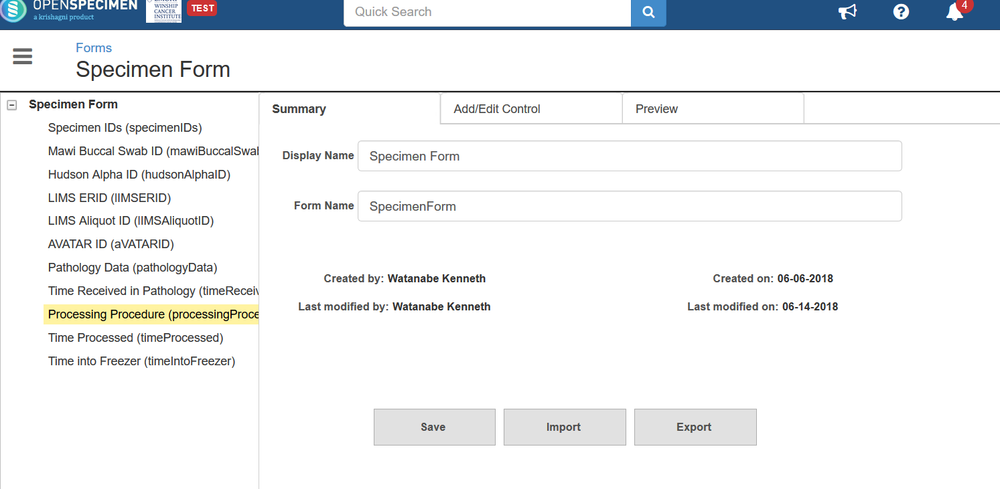 OPENSPECIMEN
a krishagni product
WINSHIP
CANCER
INSTITUTE
TEST
Quick Search
4
Forms
Specimen Form
Specimen Form
Specimen IDs (specimenIDs)
Mawi Buccal Swab ID (mawiBuccalSwab
Hudson Alpha ID (hudsonAlphaID)
LIMS ERID (lIMSERID)
LIMS Aliquot ID (lIMSAliquotID)
AVATAR ID (aVATARID)
Pathology Data (pathologyData)
Time Received in Pathology (timeReceiv
Processing Procedure (processingProce
Time Processed (timeProcessed)
Time into Freezer (timeIntoFreezer)
Summary
Add/Edit Control
Preview
Display Name
Specimen Form
Form Name
SpecimenForm
Created by: Watanabe Kenneth
Created on: 06-06-2018
Last modified by: Watanabe Kenneth
Last modified on: 06-14-2018
Save
Import
Export